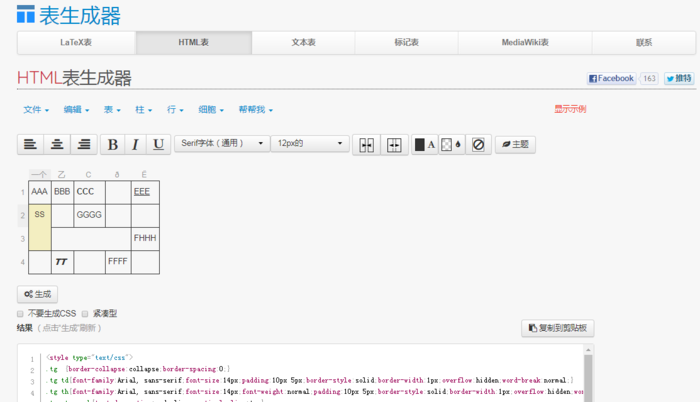 表生成器
LaTeX表 HTML表 文本表 标记表 MediaWiki表 联系
HTML表生成器 Facebook 163 推特
文件 编辑 表 柱 行 细胞 帮帮我 显示示例
B I U Serif字体（通用） 12px的 A 主题
一个 乙 C ð È
1 AAA BBB CCC EEE
2 SS GGGG
3 FHHH
4 TT FFFF
生成
不要生成CSS 紧凑型
结果 （点击“生成”刷新） 复制到剪贴板
1 <style type="text/css">
2 .tg {border-collapse:collapse;border-spacing:0;}
3 .tg td{font-family:Arial, sans-serif;font-size:14px;padding:10px 5px;border-style:solid;border-width:1px;overflow:hidden;word-break:normal;}
4 .tg th{font-family:Arial, sans-serif;font-size:14px;font-weight:normal;padding:10px 5px;border-style:solid;border-width:1px;overflow:hidden;wor